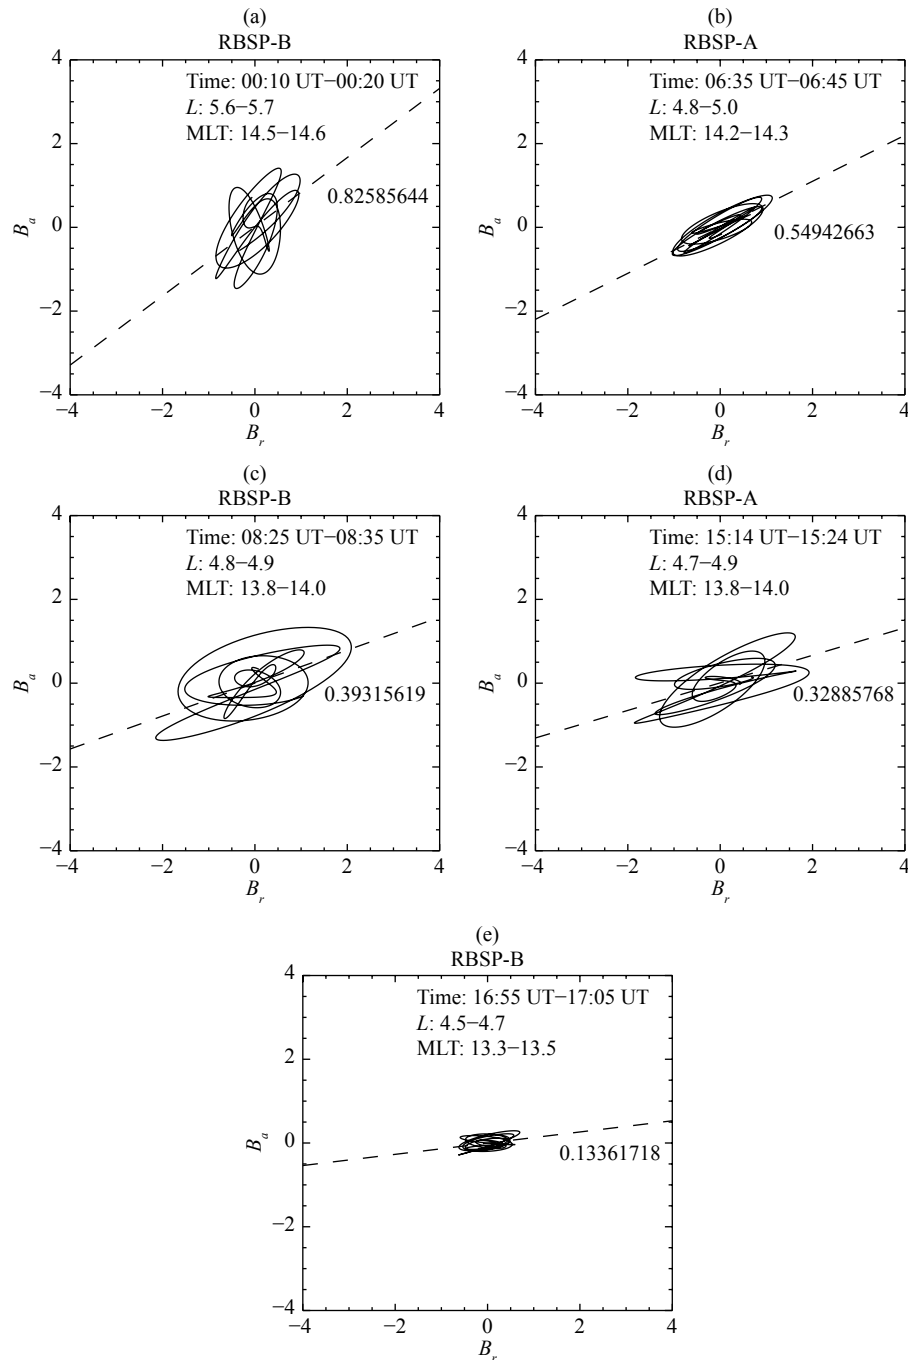 (a)
RBSP-B
4
2
0
−2
−4
B_a
Time: 00:10 UT−00:20 UT
L: 5.6−5.7
MLT: 14.5−14.6
0.82585644
−4
−2
0
2
4
B_r
(b)
RBSP-A
4
2
0
−2
−4
B_a
Time: 06:35 UT−06:45 UT
L: 4.8−5.0
MLT: 14.2−14.3
0.54942663
−4
−2
0
2
4
B_r
(c)
RBSP-B
4
2
0
−2
−4
B_a
Time: 08:25 UT−08:35 UT
L: 4.8−4.9
MLT: 13.8−14.0
0.39315619
−4
−2
0
2
4
B_r
(d)
RBSP-A
4
2
0
−2
−4
B_a
Time: 15:14 UT−15:24 UT
L: 4.7−4.9
MLT: 13.8−14.0
0.32885768
−4
−2
0
2
4
B_r
(e)
RBSP-B
4
2
0
−2
−4
B_a
Time: 16:55 UT−17:05 UT
L: 4.5−4.7
MLT: 13.3−13.5
0.13361718
−4
−2
0
2
4
B_r